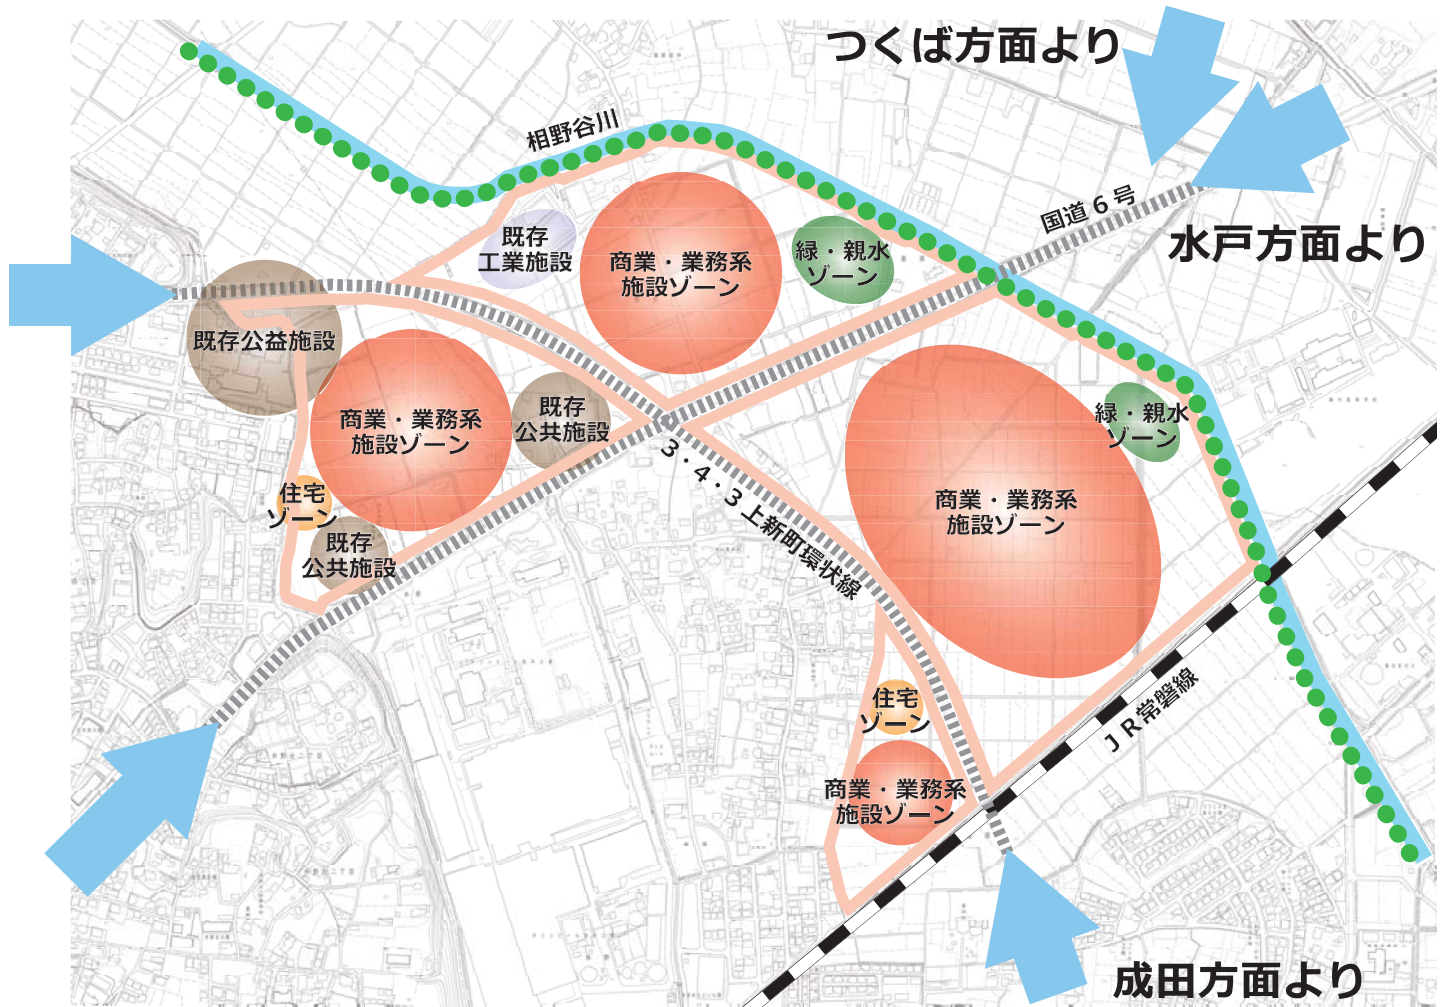 つくば方面より
相野谷川
国道６号
水戸方面より
既存
工業施設
商業・業務系
施設ゾーン
緑・親水
ゾーン
既存公益施設
商業・業務系
施設ゾーン
既存
公共施設
緑・親水
ゾーン
３・４・３上新町環状線
商業・業務系
施設ゾーン
住宅
ゾーン
既存
公共施設
住宅
ゾーン
ＪＲ常磐線
商業・業務系
施設ゾーン
成田方面より